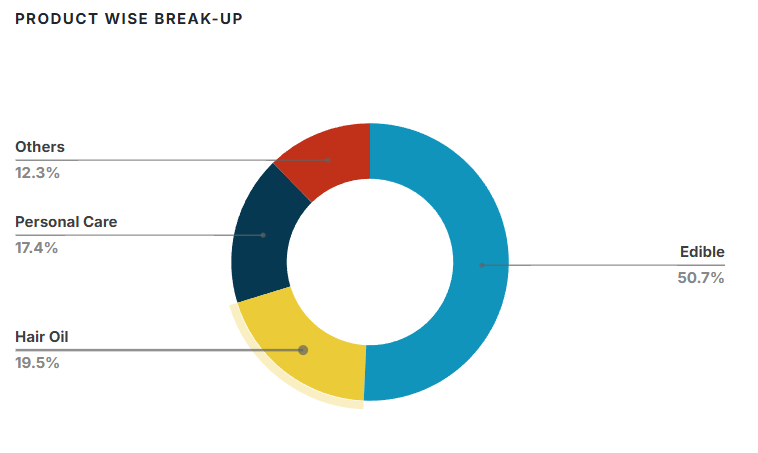 PRODUCT WISE BREAK-UP
Others
12.3%
Personal Care
17.4%
Edible
50.7%
Hair Oil
19.5%